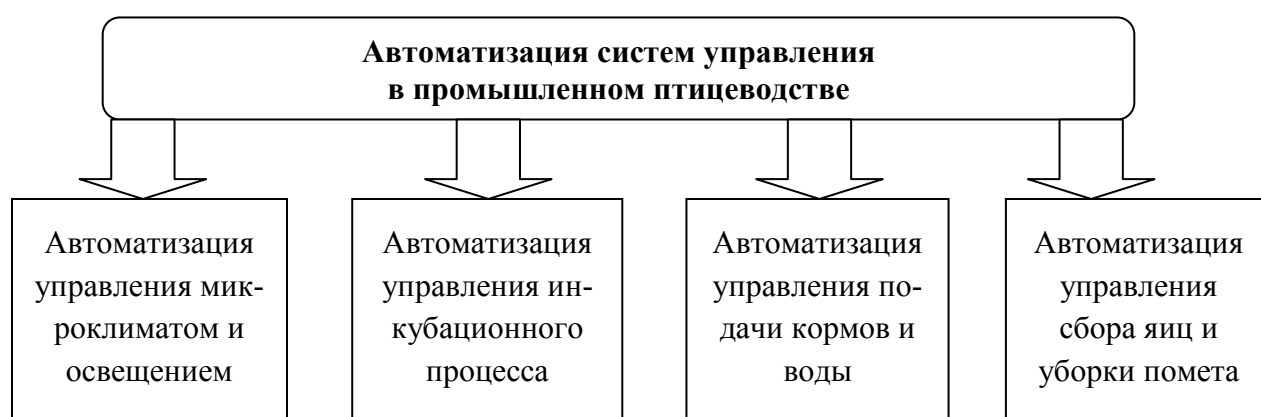 Автоматизация систем управления
в промышленном птицеводстве
Автоматизация
управления мик-
роклиматом и
освещением
Автоматизация
управления ин-
кубационного
процесса
Автоматизация
управления по-
дачи кормов и
воды
Автоматизация
управления
сбора яиц и
уборки помета